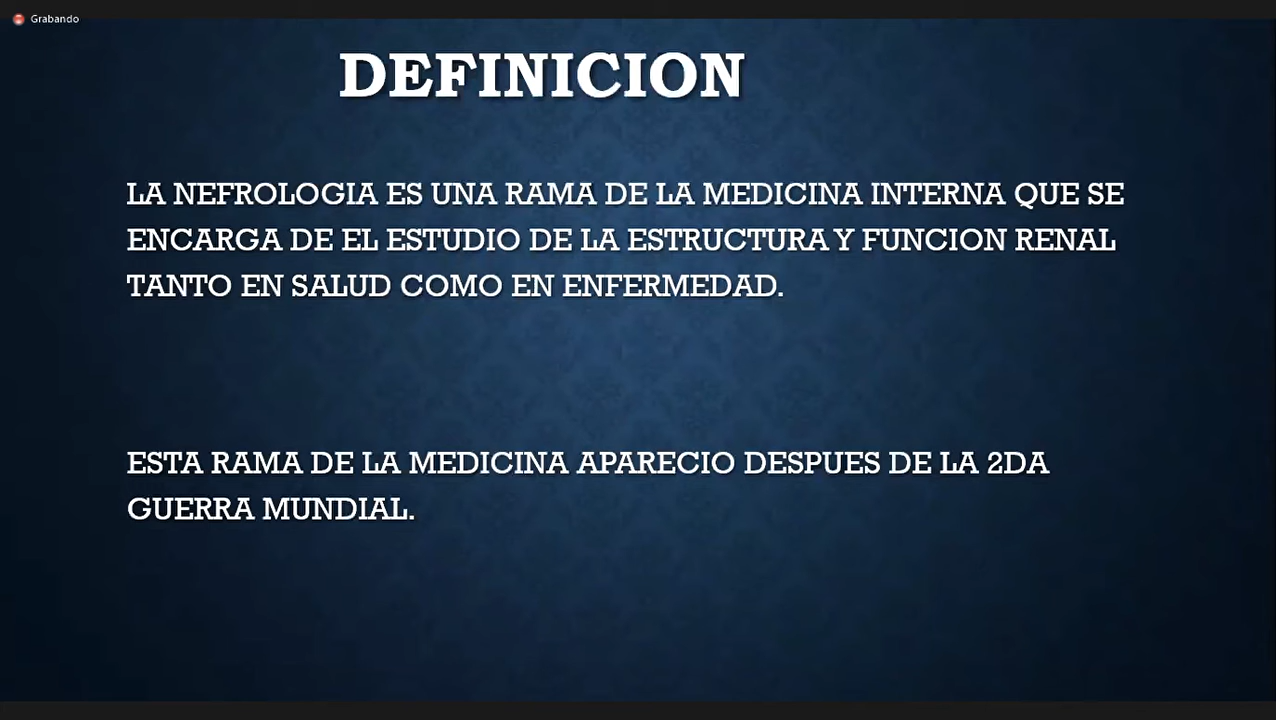 Grabando
DEFINICION
LA NEFROLOGIA ES UNA RAMA DE LA MEDICINA INTERNA QUE SE
ENCARGA DE EL ESTUDIO DE LA ESTRUCTURA Y FUNCION RENAL
TANTO EN SALUD COMO EN ENFERMEDAD.
ESTA RAMA DE LA MEDICINA APARECIO DESPUES DE LA 2DA
GUERRA MUNDIAL.